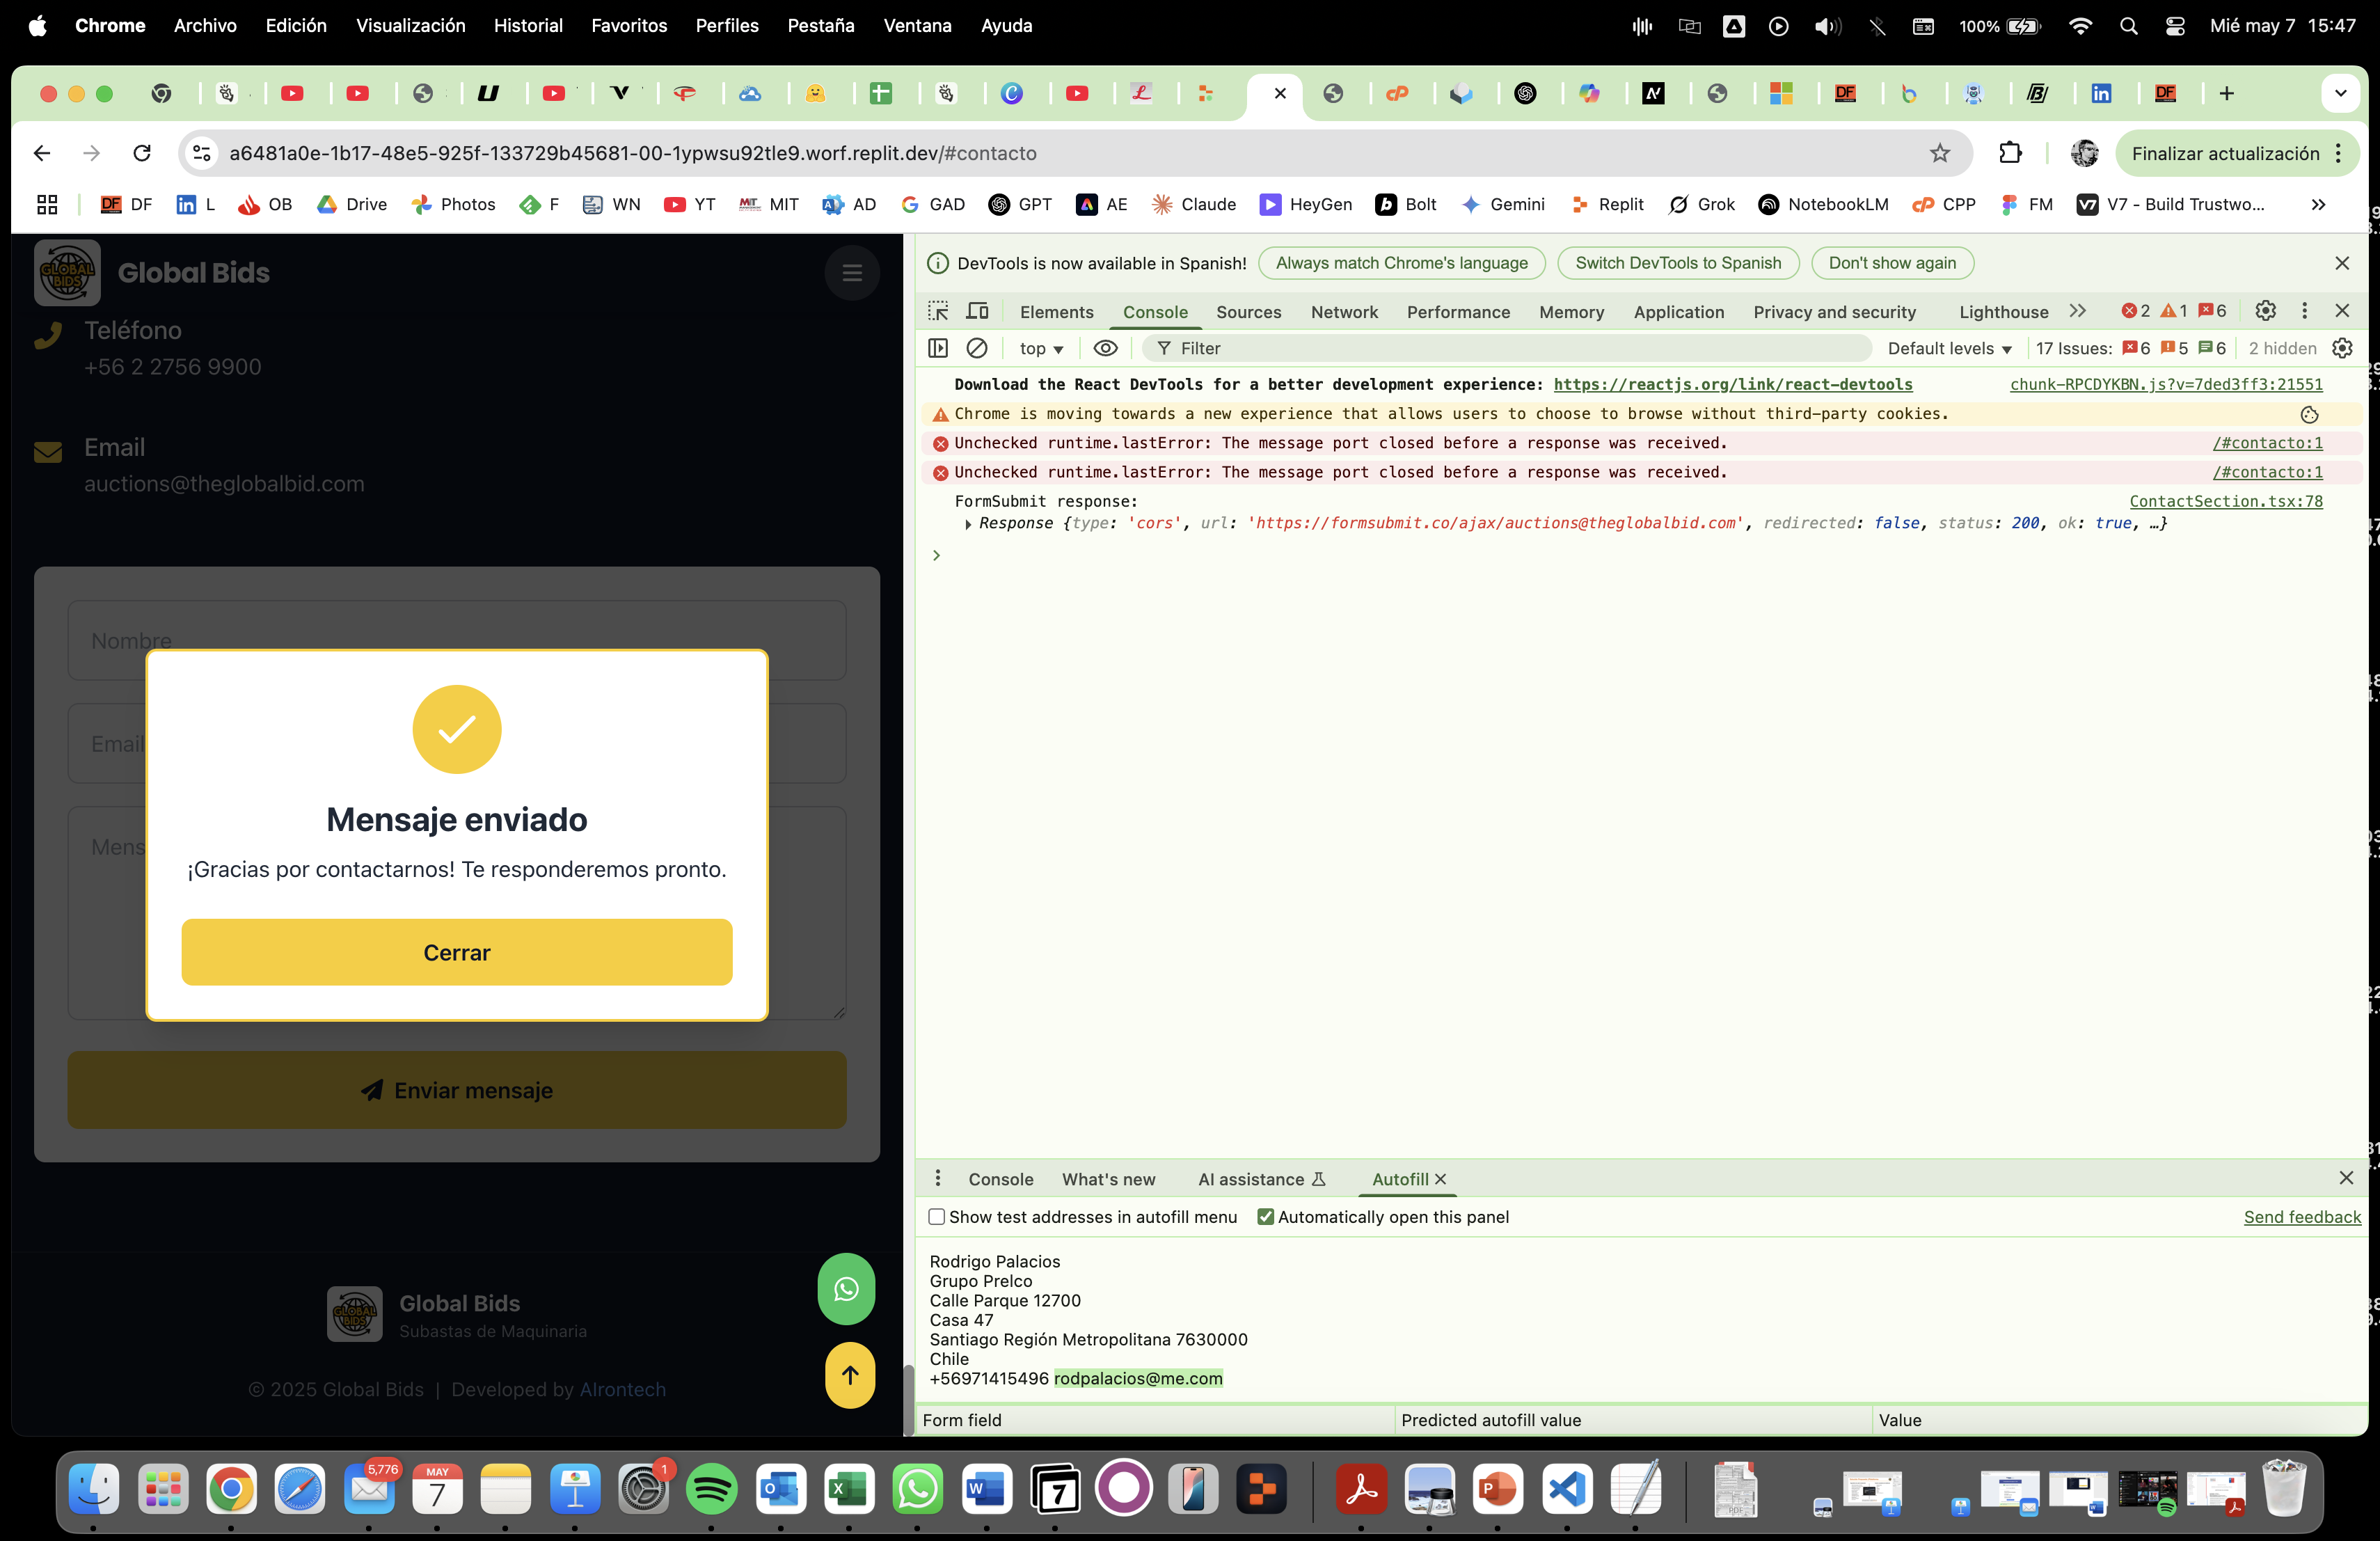 Chrome Archivo Edición Visualización Historial Favoritos Perfiles Pestaña Ventana Ayuda 100% Mié may 7 15:47
a6481a0e-1b17-48e5-925f-133729b45681-00-1ypwsu92tle9.worf.replit.dev/#contacto Finalizar actualización
DF L OB Drive Photos F WN YT MIT AD GAD GPT AE Claude HeyGen Bolt Gemini Replit Grok NotebookLM CPP FM V7 - Build Trustwo...
GLOBAL BIDS
Global Bids
Teléfono
+56 2 2756 9900
Email
auctions@theglobalbid.com
Nombre
Email
Mens
Mensaje enviado
¡Gracias por contactarnos! Te responderemos pronto.
Cerrar
Enviar mensaje
GLOBAL BIDS
Global Bids
Subastas de Maquinaria
© 2025 Global Bids | Developed by AIrontech
DevTools is now available in Spanish! Always match Chrome's language Switch DevTools to Spanish Don't show again
Elements Console Sources Network Performance Memory Application Privacy and security Lighthouse 2 1 6
top Filter Default levels 17 Issues: 6 5 6 2 hidden
Download the React DevTools for a better development experience: https://reactjs.org/link/react-devtools chunk-RPCDYKBN.js?v=7ded3ff3:21551
Chrome is moving towards a new experience that allows users to choose to browse without third-party cookies.
Unchecked runtime.lastError: The message port closed before a response was received. /#contacto:1
Unchecked runtime.lastError: The message port closed before a response was received. /#contacto:1
FormSubmit response: ContactSection.tsx:78
Response {type: 'cors', url: 'https://formsubmit.co/ajax/auctions@theglobalbid.com', redirected: false, status: 200, ok: true, …}
Console What's new AI assistance Autofill
Show test addresses in autofill menu Automatically open this panel Send feedback
Rodrigo Palacios
Grupo Prelco
Calle Parque 12700
Casa 47
Santiago Región Metropolitana 7630000
Chile
+56971415496 rodpalacios@me.com
Form field Predicted autofill value Value
5,776 MAY 7 1 7